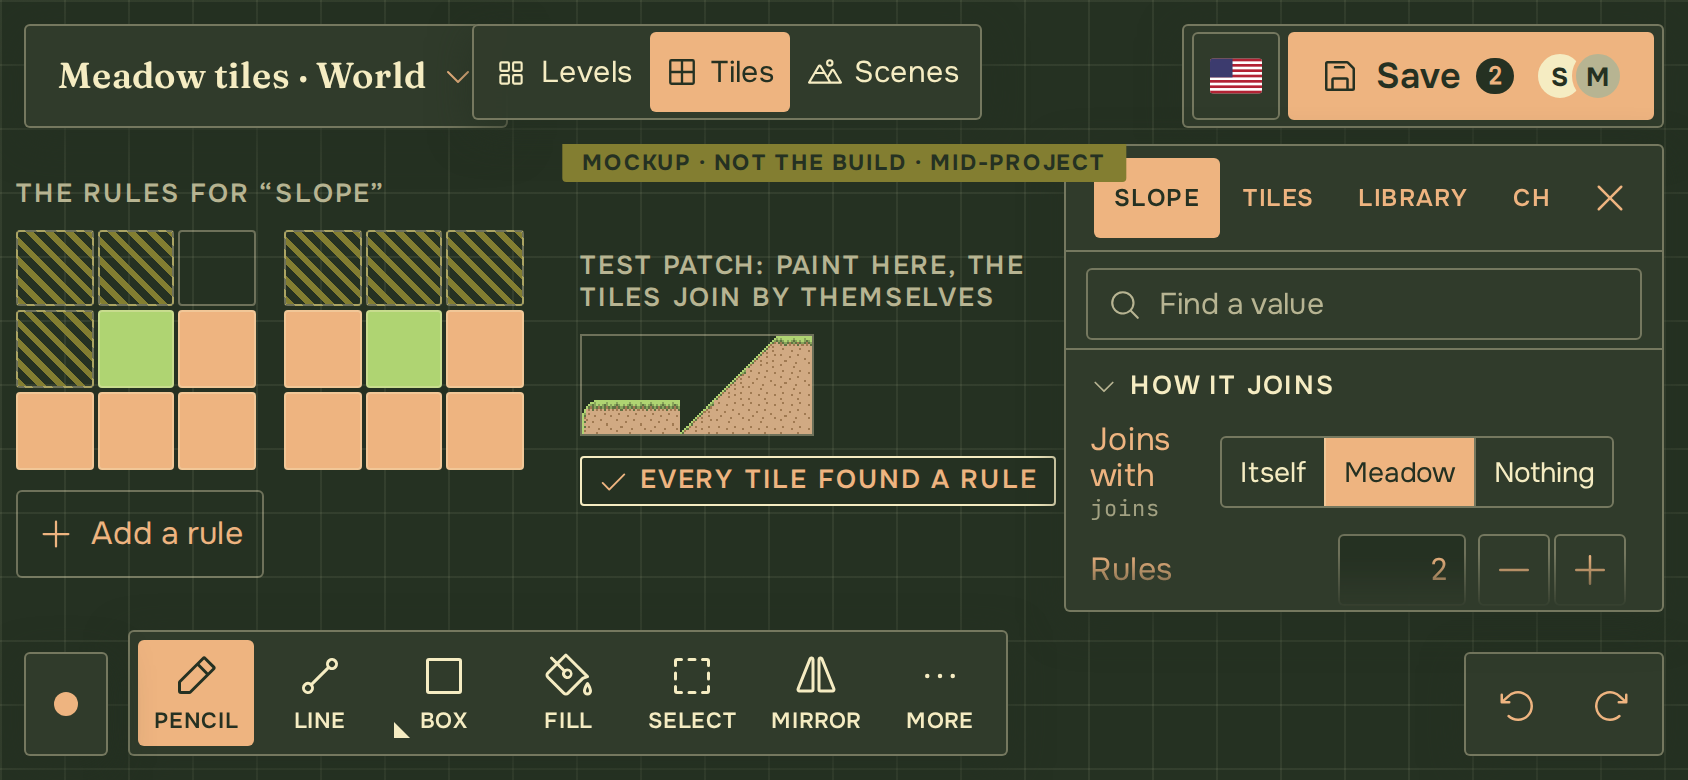 Meadow tiles · World
Levels
Tiles
Scenes
Save 2 S M
MOCKUP · NOT THE BUILD · MID-PROJECT
THE RULES FOR “SLOPE”
SLOPE
TILES
LIBRARY
CH
TEST PATCH: PAINT HERE, THE
TILES JOIN BY THEMSELVES
Find a value
HOW IT JOINS
Joins
with
joins
Itself
Meadow
Nothing
EVERY TILE FOUND A RULE
Add a rule
Rules
2
PENCIL
LINE
BOX
FILL
SELECT
MIRROR
MORE